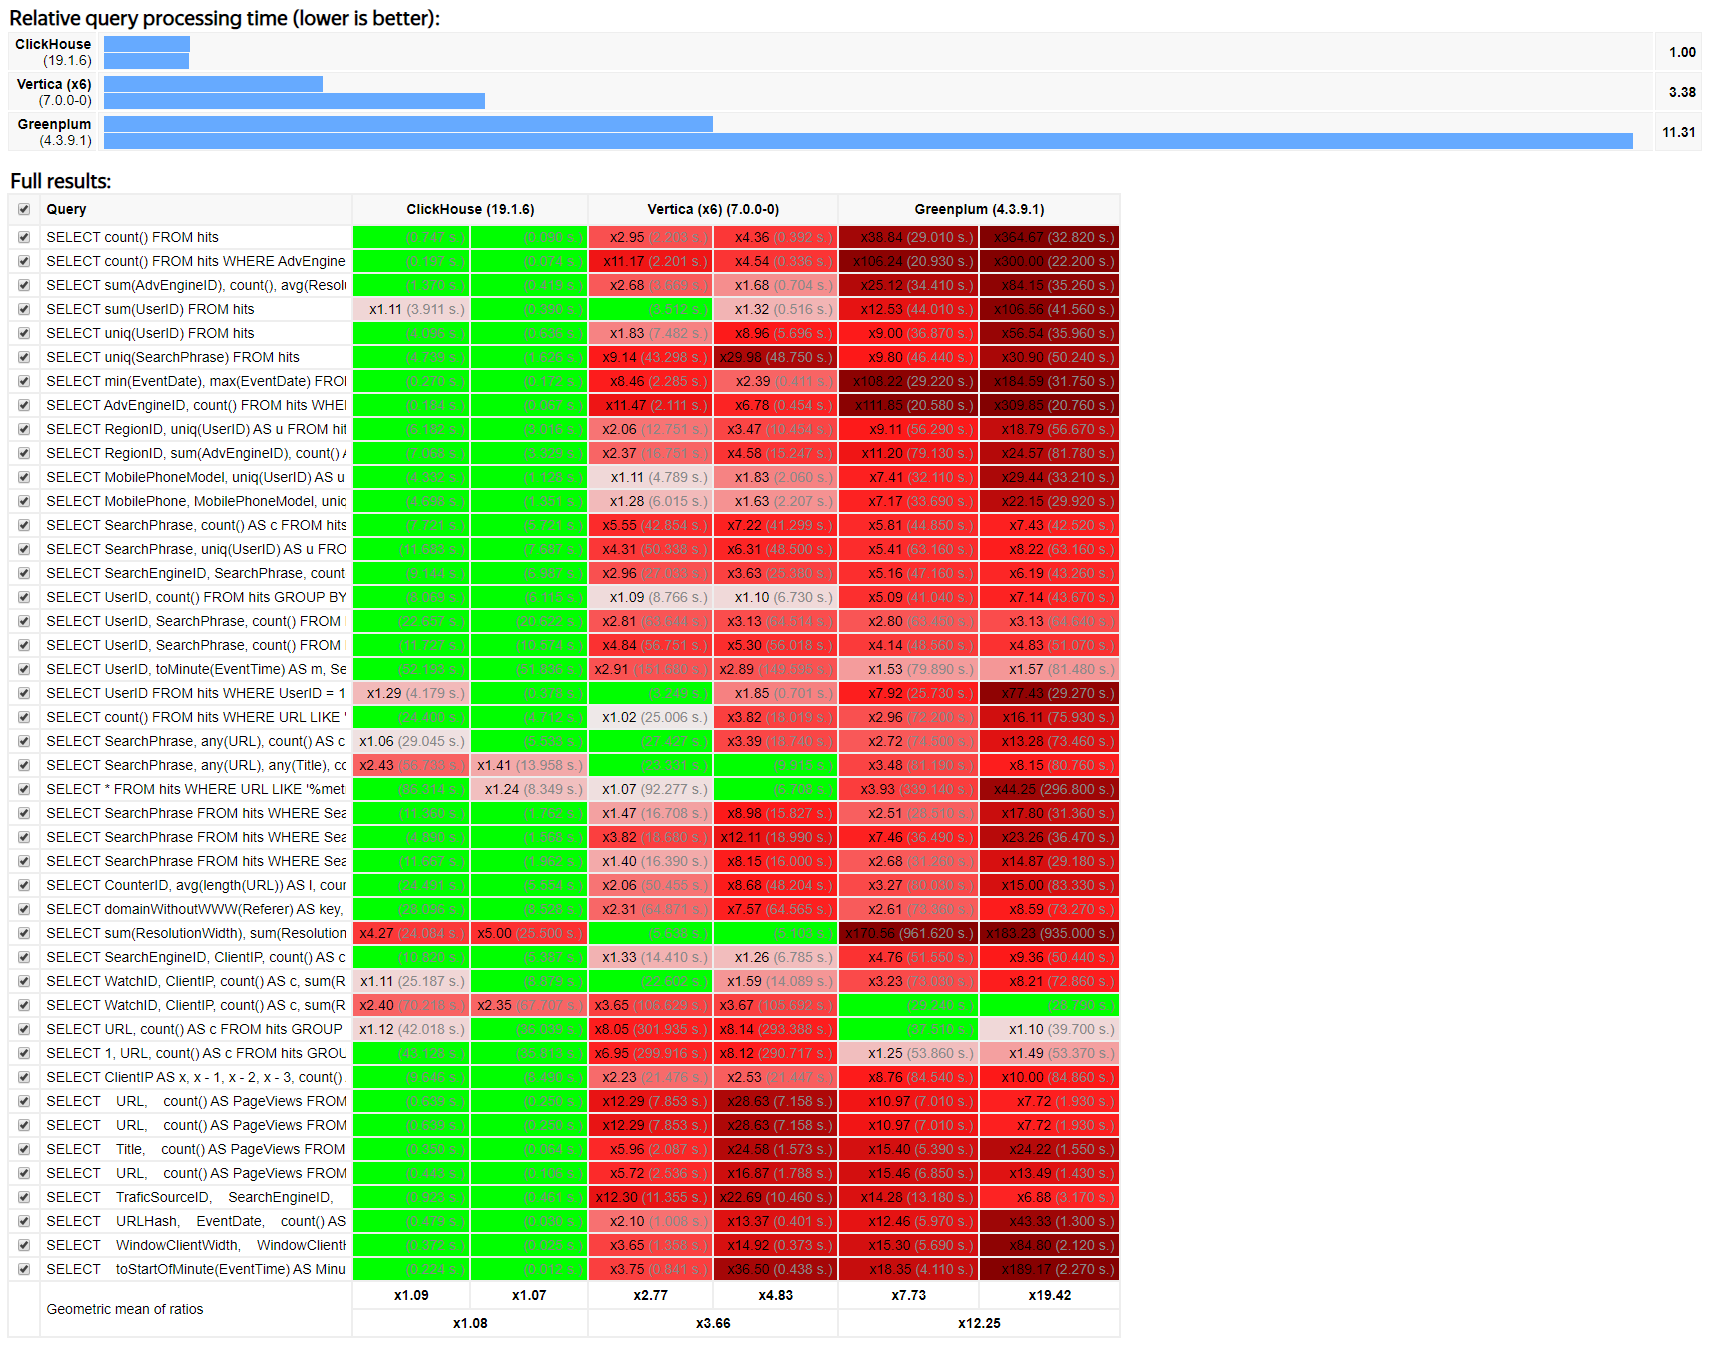 Relative query processing time (lower is better):
ClickHouse
(19.1.6)
1.00
Vertica (x6)
(7.0.0-0)
3.38
Greenplum
(4.3.9.1)
11.31
Full results:
Query ClickHouse (19.1.6) Vertica (x6) (7.0.0-0) Greenplum (4.3.9.1)
SELECT count() FROM hits (0.747 s.) (0.090 s.) x2.95 (2.203 s.) x4.36 (0.392 s.) x38.84 (29.010 s.) x364.67 (32.820 s.)
SELECT count() FROM hits WHERE AdvEngine (0.197 s.) (0.074 s.) x11.17 (2.201 s.) x4.54 (0.336 s.) x106.24 (20.930 s.) x300.00 (22.200 s.)
SELECT sum(AdvEngineID), count(), avg(Resol (1.370 s.) (0.419 s.) x2.68 (3.669 s.) x1.68 (0.704 s.) x25.12 (34.410 s.) x84.15 (35.260 s.)
SELECT sum(UserID) FROM hits x1.11 (3.911 s.) (0.390 s.) (3.512 s.) x1.32 (0.516 s.) x12.53 (44.010 s.) x106.56 (41.560 s.)
SELECT uniq(UserID) FROM hits (4.096 s.) (0.636 s.) x1.83 (7.482 s.) x8.96 (5.696 s.) x9.00 (36.870 s.) x56.54 (35.960 s.)
SELECT uniq(SearchPhrase) FROM hits (4.739 s.) (1.626 s.) x9.14 (43.298 s.) x29.98 (48.750 s.) x9.80 (46.440 s.) x30.90 (50.240 s.)
SELECT min(EventDate), max(EventDate) FRO (0.270 s.) (0.172 s.) x8.46 (2.285 s.) x2.39 (0.411 s.) x108.22 (29.220 s.) x184.59 (31.750 s.)
SELECT AdvEngineID, count() FROM hits WHE (0.184 s.) (0.067 s.) x11.47 (2.111 s.) x6.78 (0.454 s.) x111.85 (20.580 s.) x309.85 (20.760 s.)
SELECT RegionID, uniq(UserID) AS u FROM hit (6.182 s.) (3.016 s.) x2.06 (12.751 s.) x3.47 (10.454 s.) x9.11 (56.290 s.) x18.79 (56.670 s.)
SELECT RegionID, sum(AdvEngineID), count() A (7.068 s.) (3.329 s.) x2.37 (16.751 s.) x4.58 (15.247 s.) x11.20 (79.130 s.) x24.57 (81.780 s.)
SELECT MobilePhoneModel, uniq(UserID) AS u (4.332 s.) (1.128 s.) x1.11 (4.789 s.) x1.83 (2.060 s.) x7.41 (32.110 s.) x29.44 (33.210 s.)
SELECT MobilePhone, MobilePhoneModel, uniq (4.698 s.) (1.351 s.) x1.28 (6.015 s.) x1.63 (2.207 s.) x7.17 (33.690 s.) x22.15 (29.920 s.)
SELECT SearchPhrase, count() AS c FROM hits (7.721 s.) (5.721 s.) x5.55 (42.854 s.) x7.22 (41.299 s.) x5.81 (44.850 s.) x7.43 (42.520 s.)
SELECT SearchPhrase, uniq(UserID) AS u FRO (11.683 s.) (7.687 s.) x4.31 (50.338 s.) x6.31 (48.500 s.) x5.41 (63.160 s.) x8.22 (63.160 s.)
SELECT SearchEngineID, SearchPhrase, count (9.144 s.) (6.987 s.) x2.96 (27.033 s.) x3.63 (25.380 s.) x5.16 (47.160 s.) x6.19 (43.260 s.)
SELECT UserID, count() FROM hits GROUP BY (8.069 s.) (6.115 s.) x1.09 (8.766 s.) x1.10 (6.730 s.) x5.09 (41.040 s.) x7.14 (43.670 s.)
SELECT UserID, SearchPhrase, count() FROM (22.657 s.) (20.622 s.) x2.81 x3.13 x2.80 (63.450 s.) x3.13 (64.640 s.)
SELECT UserID, SearchPhrase, count() FROM (11.727 s.) (10.574 s.) x4.84 (56.751 s.) x5.30 (56.018 s.) x4.14 (48.560 s.) x4.83 (51.070 s.)
SELECT UserID, toMinute(EventTime) AS m, Se (52.193 s.) (51.836 s.) x2.91 x2.89 x1.53 (79.890 s.) x1.57 (81.480 s.)
SELECT UserID FROM hits WHERE UserID = 1 x1.29 (4.179 s.) (0.378 s.) (3.249 s.) x1.85 (0.701 s.) x7.92 (25.730 s.) x77.43 (29.270 s.)
SELECT count() FROM hits WHERE URL LIKE ' (24.400 s.) (4.712 s.) x1.02 (25.006 s.) x3.82 (18.019 s.) x2.96 (72.200 s.) x16.11 (75.930 s.)
SELECT SearchPhrase, any(URL), count() AS c x1.06 (29.045 s.) (5.533 s.) (27.427 s.) x3.39 (18.740 s.) x2.72 x13.28 (73.460 s.)
SELECT SearchPhrase, any(URL), any(Title), cc x2.43 (56.733 s.) x1.41 (13.958 s.) (23.331 s.) (9.915 s.) x3.48 (81.190 s.) x8.15 (80.760 s.)
SELECT * FROM hits WHERE URL LIKE '%met (86.314 s.) x1.24 (8.349 s.) x1.07 (92.277 s.) (6.708 s.) x3.93 (339.140 s.) x44.25 (296.800 s.)
SELECT SearchPhrase FROM hits WHERE Sea (11.360 s.) (1.762 s.) x1.47 (16.708 s.) x8.98 (15.827 s.) x2.51 (28.510 s.) x17.80 (31.360 s.)
SELECT SearchPhrase FROM hits WHERE Sea (4.890 s.) (1.568 s.) x3.82 (18.680 s.) x12.11 (18.990 s.) x7.46 (36.490 s.) x23.26 (36.470 s.)
SELECT SearchPhrase FROM hits WHERE Sea (11.667 s.) (1.962 s.) x1.40 (16.390 s.) x8.15 (16.000 s.) x2.68 (31.280 s.) x14.87 (29.180 s.)
SELECT CounterID, avg(length(URL)) AS l, cour (24.491 s.) (5.554 s.) x2.06 (50.455 s.) x8.68 (48.204 s.) x3.27 (80.030 s.) x15.00 (83.330 s.)
SELECT domainWithoutWWW(Referer) AS key, (28.096 s.) (8.528 s.) x2.31 (64.871 s.) x7.57 (64.565 s.) x2.61 x8.59 (73.270 s.)
SELECT sum(ResolutionWidth), sum(Resolution x4.27 (24.084 s.) x5.00 (25.500 s.) (5.638 s.) (5.103 s.) x170.56 (961.620 s.) x183.23 (935.000 s.)
SELECT SearchEngineID, ClientIP, count() AS c (10.820 s.) (5.387 s.) x1.33 (14.410 s.) x1.26 (6.785 s.) x4.76 (51.550 s.) x9.36 (50.440 s.)
SELECT WatchID, ClientIP, count() AS c, sum(R x1.11 (25.187 s.) x1.59 (14.089 s.) x3.23 (73.030 s.) x8.21 (72.860 s.)
SELECT WatchID, ClientIP, count() AS c, sum(R x2.40 (70.218 s.) x2.35 (67.707 s.) x3.65 x3.67 (29.240 s.) (28.790 s.)
SELECT URL, count() AS c FROM hits GROUP x1.12 (42.018 s.) (36.039 s.) x8.05 (301.935 s.) x8.14 (293.388 s.) (37.510 s.) x1.10 (39.700 s.)
SELECT 1, URL, count() AS c FROM hits GROU (43.128 s.) (35.813 s.) x6.95 (299.916 s.) x8.12 (290.717 s.) x1.25 (53.860 s.) x1.49 (53.370 s.)
SELECT ClientIP AS x, x - 1, x - 2, x - 3, count() (9.646 s.) (8.490 s.) x2.23 (21.476 s.) x2.53 (21.447 s.) x8.76 (84.540 s.) x10.00 (84.860 s.)
SELECT URL, count() AS PageViews FROM (0.639 s.) (0.250 s.) x12.29 (7.853 s.) x28.63 (7.158 s.) x10.97 (7.010 s.) x7.72 (1.930 s.)
SELECT URL, count() AS PageViews FROM (0.639 s.) (0.250 s.) x12.29 (7.853 s.) x28.63 (7.158 s.) x10.97 (7.010 s.) x7.72 (1.930 s.)
SELECT Title, count() AS PageViews FROM (0.350 s.) (0.064 s.) x5.96 (2.087 s.) x24.58 (1.573 s.) x15.40 (5.390 s.) x24.22 (1.550 s.)
SELECT URL, count() AS PageViews FROM (0.443 s.) (0.106 s.) x5.72 (2.536 s.) x16.87 (1.788 s.) x15.46 (6.850 s.) x13.49 (1.430 s.)
SELECT TraficSourceID, SearchEngineID, (0.923 s.) (0.461 s.) x12.30 (11.355 s.) x22.69 (10.460 s.) x14.28 (13.180 s.) x6.88 (3.170 s.)
SELECT URLHash, EventDate, count() AS (0.479 s.) (0.030 s.) x2.10 (1.008 s.) x13.37 (0.401 s.) x12.46 (5.970 s.) x43.33 (1.300 s.)
SELECT WindowClientWidth, WindowClientH (0.372 s.) (0.025 s.) x3.65 (1.358 s.) x14.92 (0.373 s.) x15.30 (5.690 s.) x84.80 (2.120 s.)
SELECT toStartOfMinute(EventTime) AS Minu (0.224 s.) (0.012 s.) x3.75 (0.841 s.) x36.50 (0.438 s.) x18.35 (4.110 s.) x189.17 (2.270 s.)
Geometric mean of ratios x1.09 x1.07 x2.77 x4.83 x7.73 x19.42
x1.08 x3.66 x12.25